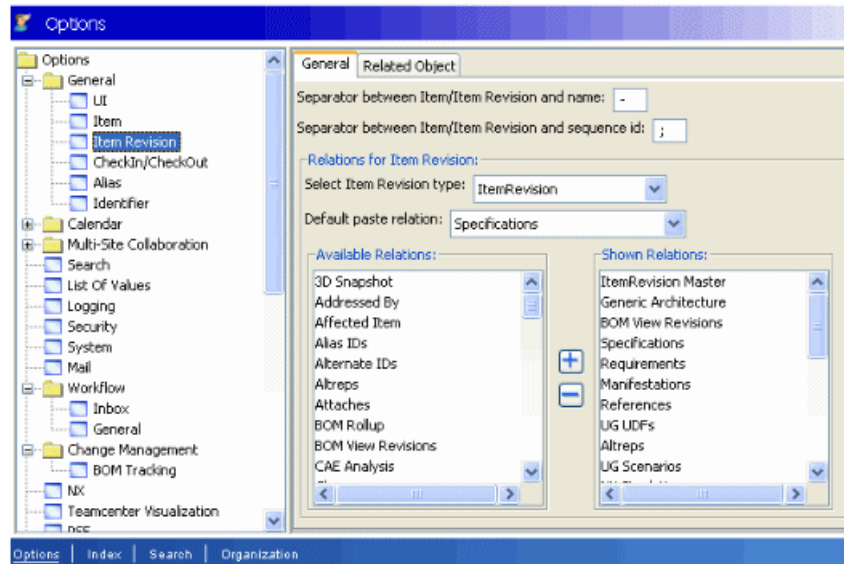 Options
Options
General
UI
Item
Item Revision
CheckIn/CheckOut
Alias
Identifier
Calendar
Multi-Site Collaboration
Search
List Of Values
Logging
Security
System
Mail
Workflow
Inbox
General
Change Management
BOM Tracking
NX
Teamcenter Visualization
General
Related Object
Separator between Item/Item Revision and name: -
Separator between Item/Item Revision and sequence id: ;
Relations for Item Revision:
Select Item Revision type: ItemRevision
Default paste relation: Specifications
Available Relations:
3D Snapshot
Addressed By
Affected Item
Alias IDs
Alternate IDs
Altreps
Attaches
BOM Rollup
BOM View Revisions
CAE Analysis
Shown Relations:
ItemRevision Master
Generic Architecture
BOM View Revisions
Specifications
Requirements
Manifestations
References
UG UDFs
Altreps
UG Scenarios
Options | Index | Search | Organization